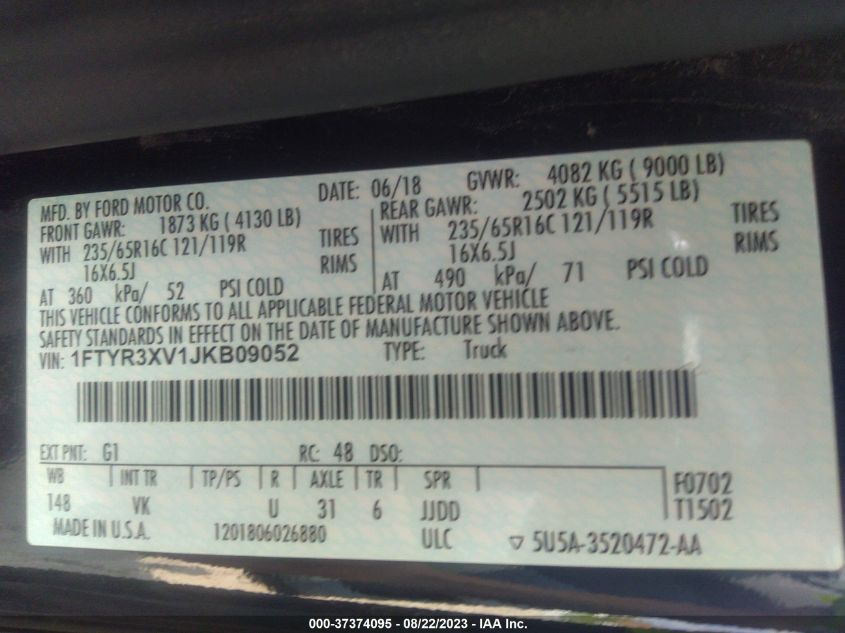 MFD. BY FORD MOTOR CO. DATE: 06/18 GVWR: 4082 KG ( 9000 LB)
FRONT GAWR: 1873 KG ( 4130 LB) REAR GAWR: 2502 KG ( 5515 LB)
WITH 235/65R16C 121/119R TIRES WITH 235/65R16C 121/119R TIRES
16X6.5J RIMS 16X6.5J RIMS
AT 360 kPa/ 52 PSI COLD AT 490 kPa/ 71 PSI COLD
THIS VEHICLE CONFORMS TO ALL APPLICABLE FEDERAL MOTOR VEHICLE
SAFETY STANDARDS IN EFFECT ON THE DATE OF MANUFACTURE SHOWN ABOVE.
VIN: 1FTYR3XV1JKB09052 TYPE: Truck
EXT PNT: G1 RC: 48 DSO:
WB INT TR TP/PS R AXLE TR SPR F0702
148 VK U 31 6 JJDD T1502
MADE IN U.S.A. 1201806026880 ULC ▽ 5U5A-3520472-AA
000-37374095 - 08/22/2023 - IAA Inc.